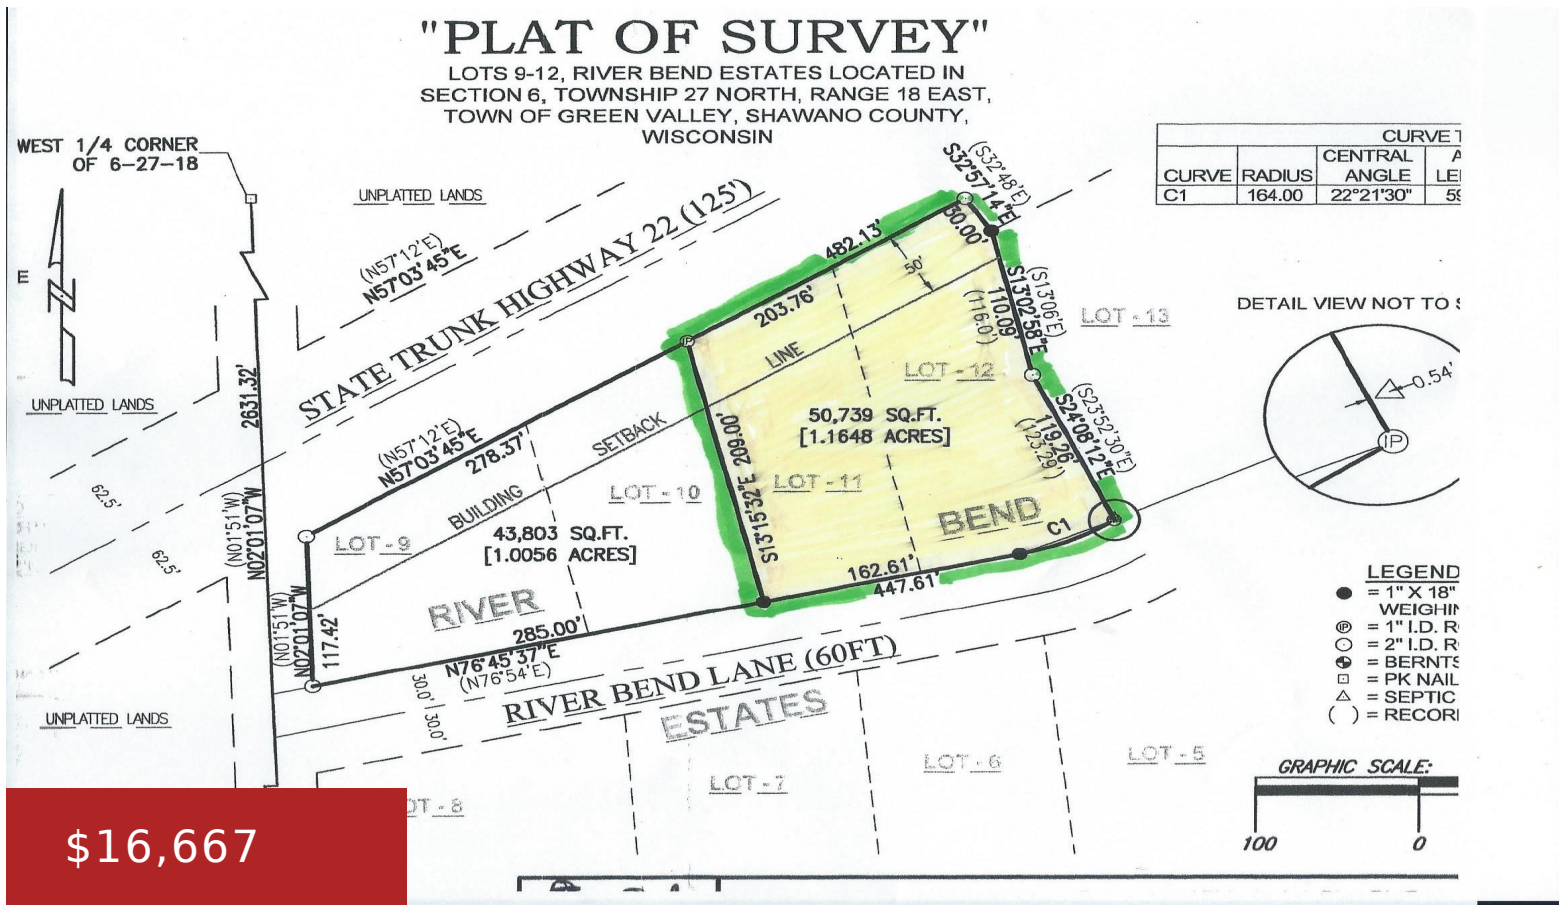 "PLAT OF SURVEY"
LOTS 9-12, RIVER BEND ESTATES LOCATED IN
SECTION 6, TOWNSHIP 27 NORTH, RANGE 18 EAST,
TOWN OF GREEN VALLEY, SHAWANO COUNTY,
WISCONSIN
WEST 1/4 CORNER
OF 6-27-18
UNPLATTED LANDS
(N57°12'E)
N57°03'45"E
STATE TRUNK HIGHWAY 22 (125')
(S32°48'E)
S32°57'14"E
30.00'
CURVE T
CURVE
RADIUS
CENTRAL
ANGLE
A
LE
C1
164.00
22°21'30"
59
E
N
482.13'
203.76'
50'
S13°02'58"E
(S13°06'E)
110.09'
(116.0')
LOT - 13
DETAIL VIEW NOT TO S
0.54'
IP
UNPLATTED LANDS
2631.32'
N02°01'07"W
(N01°51'W)
62.5'
62.5'
(N57°12'E)
N57°03'45"E
278.37'
BUILDING
SETBACK
LINE
LOT - 12
50,739 SQ.FT.
[1.1648 ACRES]
S24°08'12"E
(S23°52'30"E)
119.26'
(123.29')
S13°15'32"E 209.00'
LOT - 10
LOT - 11
LOT - 9
43,803 SQ.FT.
[1.0056 ACRES]
BEND
C1
162.61'
447.61'
RIVER
(N01°51'W)
N02°01'07"W
117.42'
285.00'
N76°45'37"E
(N76°54'E)
RIVER BEND LANE (60FT)
30.0'
30.0'
ESTATES
UNPLATTED LANDS
LEGEND
= 1" X 18"
WEIGHIN
= 1" I.D. R
= 2" I.D. R
= BERNTS
= PK NAIL
= SEPTIC
( ) = RECOR
LOT - 5
LOT - 6
LOT - 7
OT - 8
GRAPHIC SCALE:
100
0
$16,667